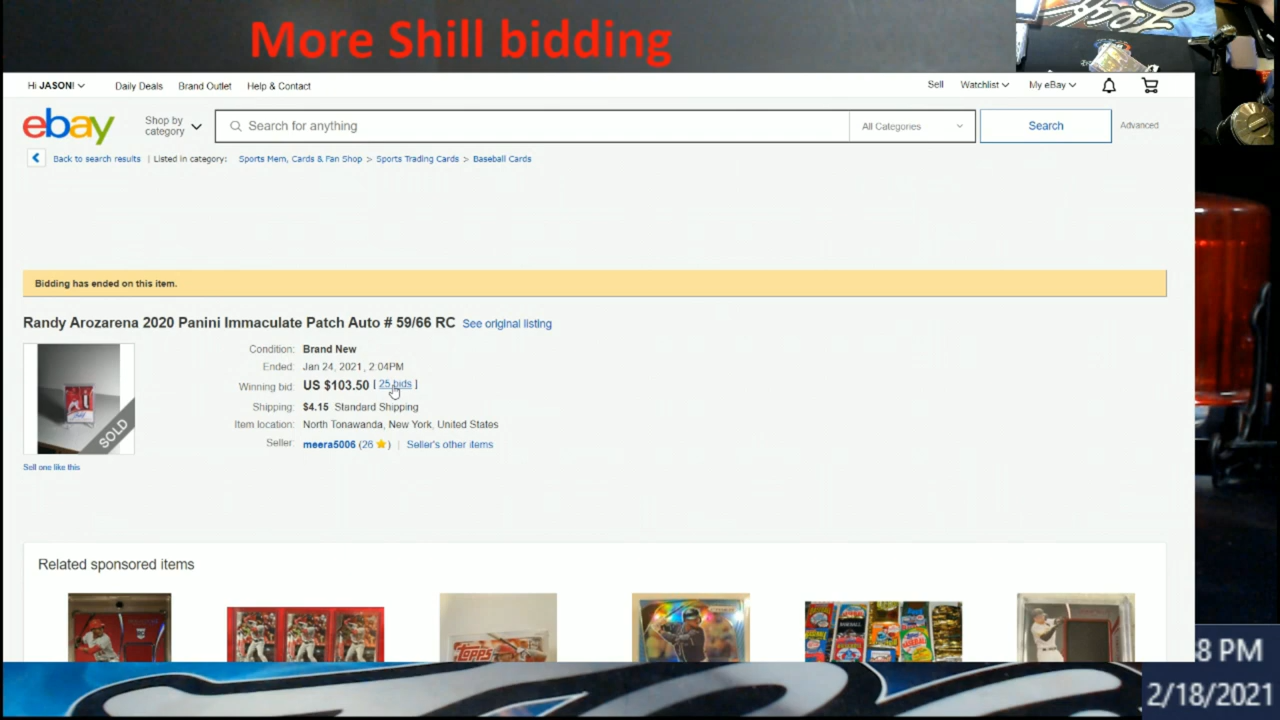 More Shill bidding
Hi JASON! Daily Deals Brand Outlet Help & Contact Sell Watchlist My eBay
ebay Shop by category Search for anything All Categories Search Advanced
Back to search results | Listed in category: Sports Mem, Cards & Fan Shop > Sports Trading Cards > Baseball Cards
Bidding has ended on this item.
Randy Arozarena 2020 Panini Immaculate Patch Auto # 59/66 RC See original listing
Condition: Brand New
Ended: Jan 24, 2021, 2:04PM
Winning bid: US $103.50 [ 25 bids ]
Shipping: $4.15 Standard Shipping
Item location: North Tonawanda, New York, United States
Seller: meera5006 (26 ) | Seller's other items
SOLD
Sell one like this
Related sponsored items
Topps
:8 PM
2/18/2021